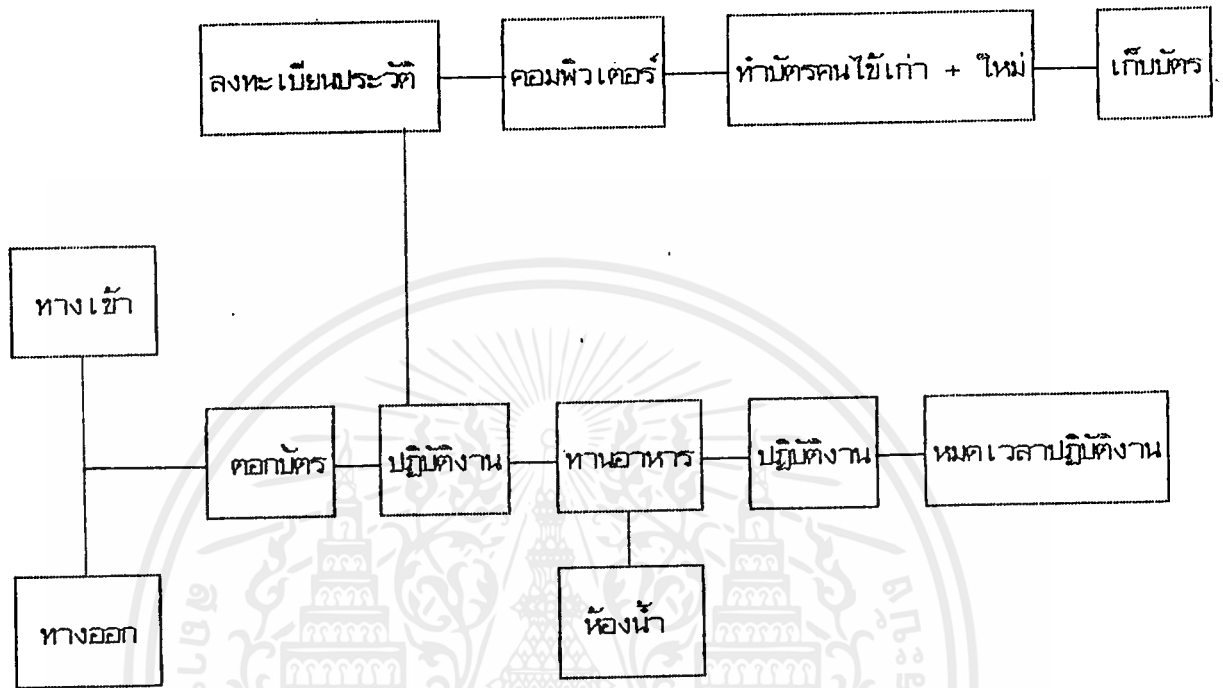 ลงทะเบียนประวัติ
คอมพิวเตอร์
ทำบัตรคนไข้เก่า + ใหม่
เก็บบัตร
ทางเข้า
ตอกบัตร
ปฏิบัติงาน
ทานอาหาร
ปฏิบัติงาน
หมดเวลาปฏิบัติงาน
ทางออก
ห้องน้ำ